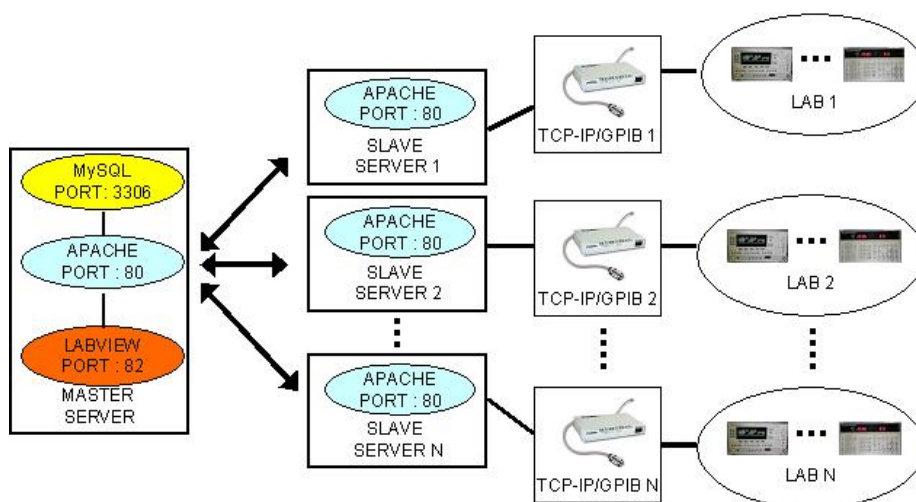 MySQL
PORT: 3306
APACHE
PORT : 80
LABVIEW
PORT : 82
MASTER
SERVER
APACHE
PORT : 80
SLAVE
SERVER 1
TCP-IP/GPIB 1
LAB 1
APACHE
PORT : 80
SLAVE
SERVER 2
TCP-IP/GPIB 2
LAB 2
APACHE
PORT : 80
SLAVE
SERVER N
TCP-IP/GPIB N
LAB N